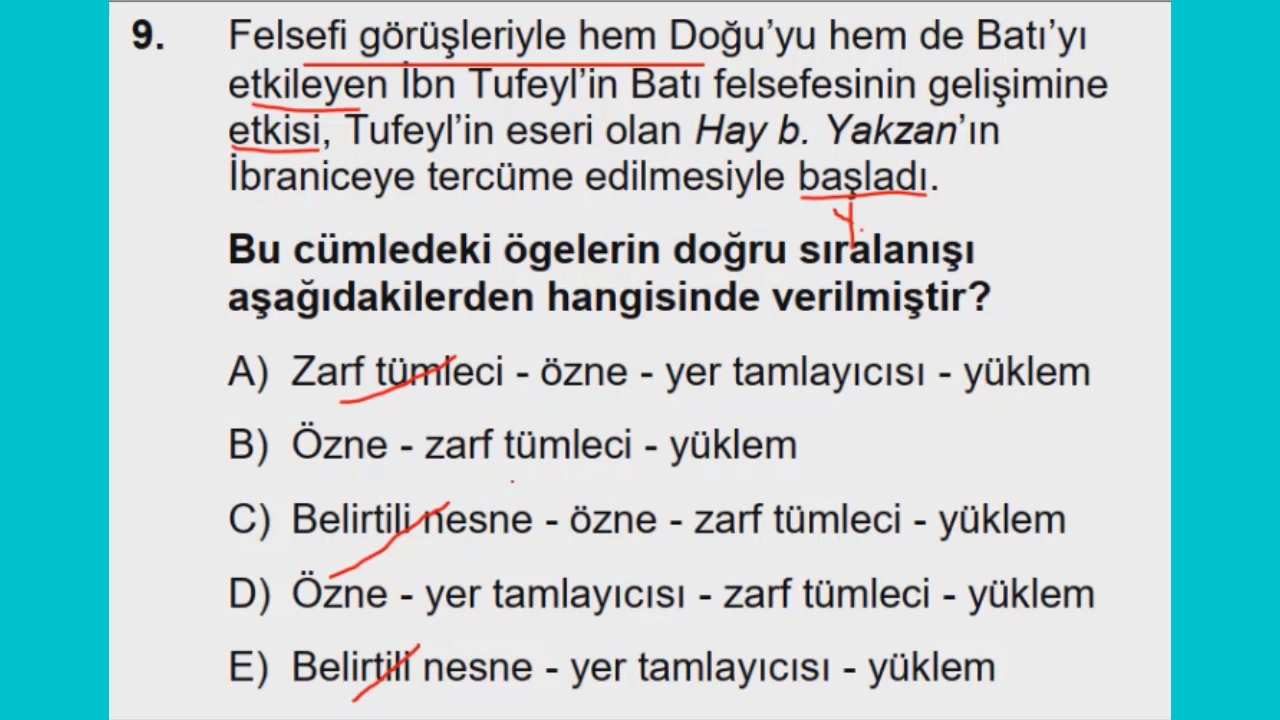 9. Felsefi görüşleriyle hem Doğu’yu hem de Batı’yı
etkileyen İbn Tufeyl’in Batı felsefesinin gelişimine
etkisi, Tufeyl’in eseri olan Hay b. Yakzan’ın
İbraniceye tercüme edilmesiyle başladı.
Y
Bu cümledeki ögelerin doğru sıralanışı
aşağıdakilerden hangisinde verilmiştir?
A) Zarf tümleci - özne - yer tamlayıcısı - yüklem
B) Özne - zarf tümleci - yüklem
C) Belirtili nesne - özne - zarf tümleci - yüklem
D) Özne - yer tamlayıcısı - zarf tümleci - yüklem
E) Belirtili nesne - yer tamlayıcısı - yüklem